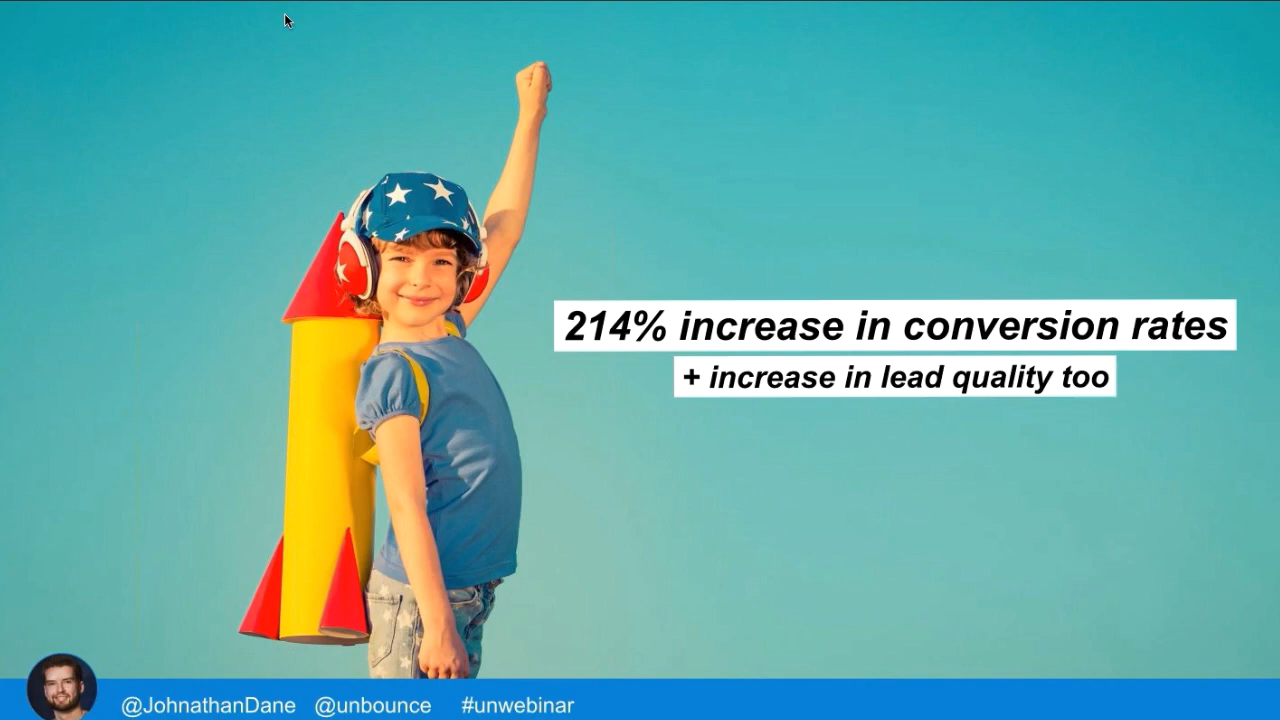 214% increase in conversion rates
+ increase in lead quality too
@JohnathanDane @unbounce #unwebinar